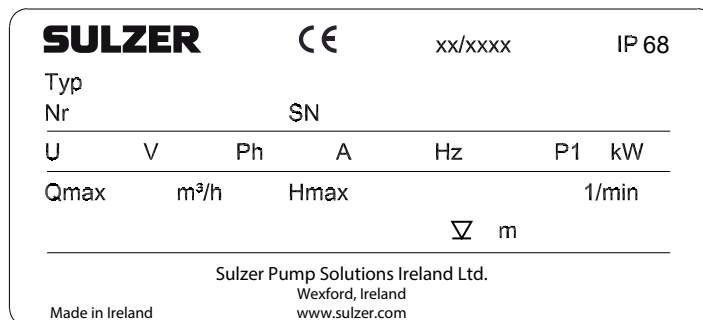 SULZER CE xx/xxxx IP 68
Typ
Nr SN
U V Ph A Hz P1 kW
Qmax m³/h Hmax 1/min
m
Sulzer Pump Solutions Ireland Ltd.
Wexford, Ireland
Made in Ireland www.sulzer.com